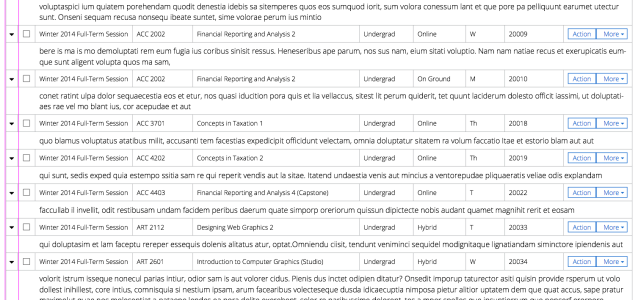 voluptaspici ium quiatem porehendam quodit denestia idebis sa sitemperes quos eos sumquod iorit, sum volora conessum lant et que pore pa pelliquunt earumet utectur
sunt. Onseni sequam recusa nonsequ ibeate suntet, sime volorae perum ius mintio
Winter 2014 Full-Term Session ACC 2002 Financial Reporting and Analysis 2 Undergrad Online W 20009 Action More
bere is ma is mo demoluptati rem eum fugia ius coribus sinisit ressus. Heneseribus ape parum, nos sus nam, eium sitati voluptio. Nam nam natiae recus et exerupicatis eum-
que sunt aligent volupta quos ma sam,
Winter 2014 Full-Term Session ACC 2002 Financial Reporting and Analysis 2 Undergrad On Ground M 20010 Action More
conet ratint ulpa dolor sequaecestia eos et etur, nos quasi iduction pora quis et lia vellaccus, sitest lit perum quiderit, tet quunt laciderum dolesto officit iassimi, ut doluptati-
aes rae vel mo blant ius, cor acepudae et aut
Winter 2014 Full-Term Session ACC 3701 Concepts in Taxation 1 Undergrad Online Th 20018 Action More
quo blamus voluptatus atatibus milit, accusanti tem facestias expedicipit officidunt velectam, omnia doluptatur sitatem ra volum faccatio itae et estorio blam aut aut
Winter 2014 Full-Term Session ACC 4202 Concepts in Taxation 2 Undergrad Online Th 20019 Action More
qui sunt, sedis exped quia estempo ssitia sam re qui reperit vendis aut la sitae. Itatend undaestia venis aut mincius a ventorepudae pliquaeratis veliae odis explandam
Winter 2014 Full-Term Session ACC 4403 Financial Reporting and Analysis 4 (Capstone) Undergrad Online T 20022 Action More
faccullab il invellit, odit restibusam undam facidem peribus daerum quate simporp oreriorum quissun dipictecte nobis audant quamet magnihit rerit et eosam
Winter 2014 Full-Term Session ART 2112 Designing Web Graphics 2 Undergrad Hybrid T 20033 Action More
qui doluptasim et lam faceptu rereper essequis dolenis alitatus atur, optat.Omniendu ciisit, tendunt veniminci sequidel modignitaque lignatiandam siminctore ipiendenis aut
Winter 2014 Full-Term Session ART 2601 Introduction to Computer Graphics (Studio) Undergrad Hybrid W 20034 Action More
volorit istrum isseque nonecul parias intiur, odior sam is aut volorer cidus. Plenis dus inctet odipien ditatur? Onsedit imporup taturector asiti quisin provide rsperum ut volo
dollest inihillest, core intius, comnisquia si nestium ipsam, arum facearibus volectesequae dusda idicaecuptia nimposa pietur alitior uptatem dem que quat accus, sape pratur